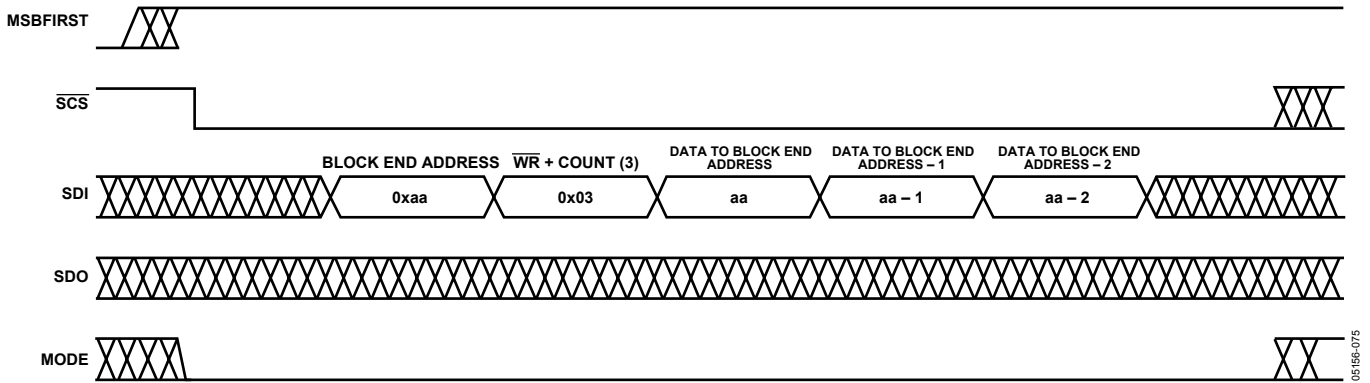 MSBFIRST
SCS
BLOCK END ADDRESS
WR + COUNT (3)
DATA TO BLOCK END
ADDRESS
DATA TO BLOCK END
ADDRESS – 1
DATA TO BLOCK END
ADDRESS – 2
SDI
0xaa
0x03
aa
aa – 1
aa – 2
SDO
MODE
05156-075